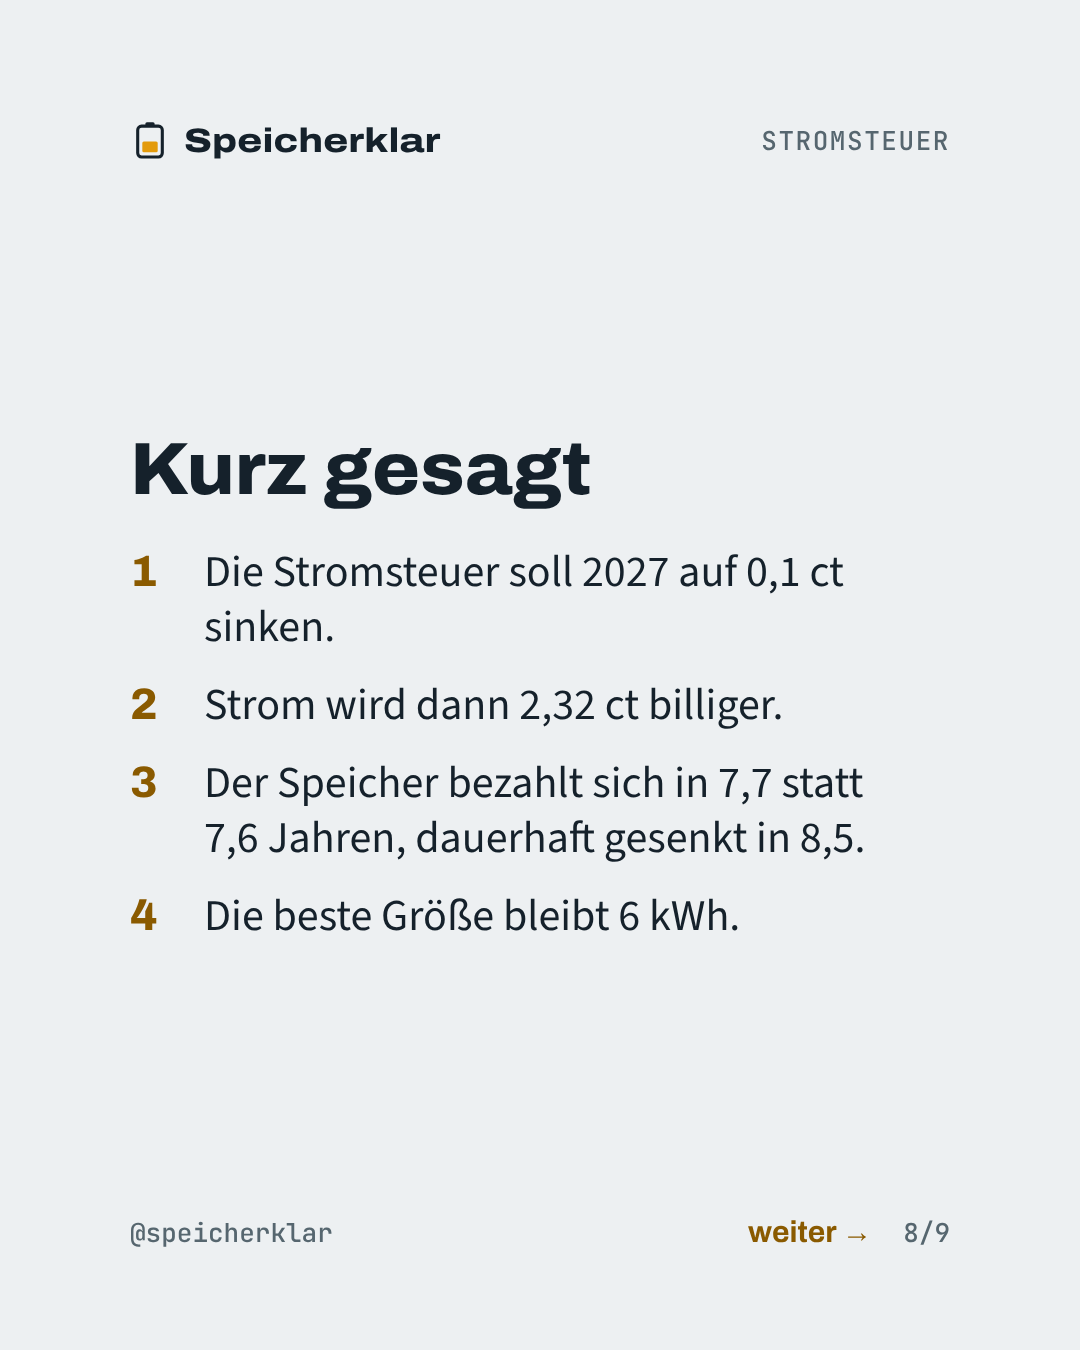 Speicherklar
STROMSTEUER
Kurz gesagt
1 Die Stromsteuer soll 2027 auf 0,1 ct
sinken.
2 Strom wird dann 2,32 ct billiger.
3 Der Speicher bezahlt sich in 7,7 statt
7,6 Jahren, dauerhaft gesenkt in 8,5.
4 Die beste Größe bleibt 6 kWh.
@speicherklar
weiter → 8/9